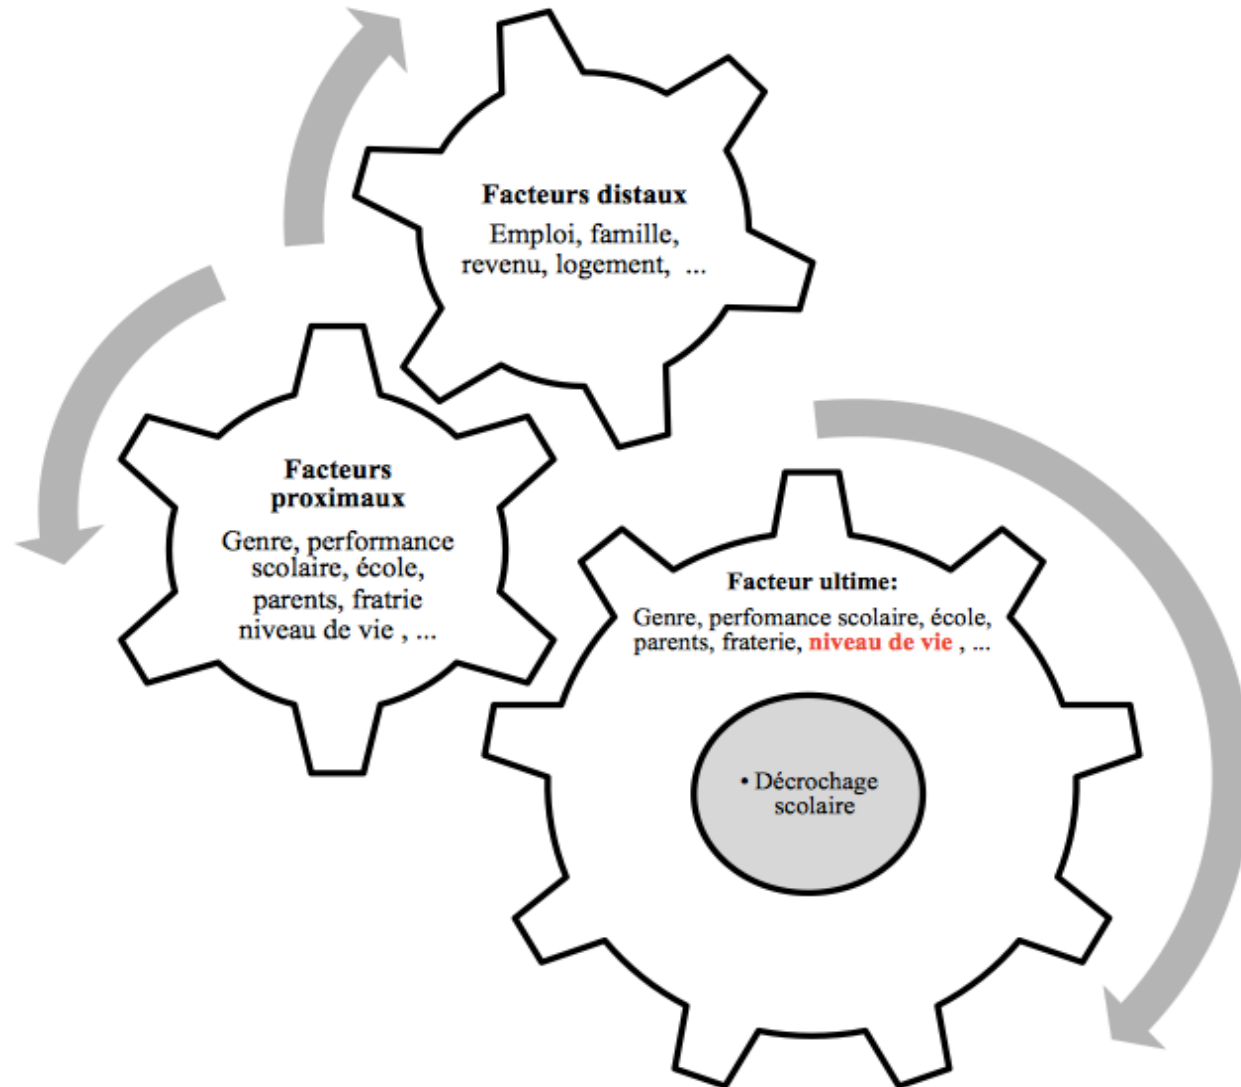 Facteurs distaux
Emploi, famille,
revenu, logement, ...
Facteurs
proximaux
Genre, performance
scolaire, école,
parents, fratrie
niveau de vie , ...
Facteur ultime:
Genre, perfomance scolaire, école,
parents, fraterie, niveau de vie , ...
• Décrochage
scolaire